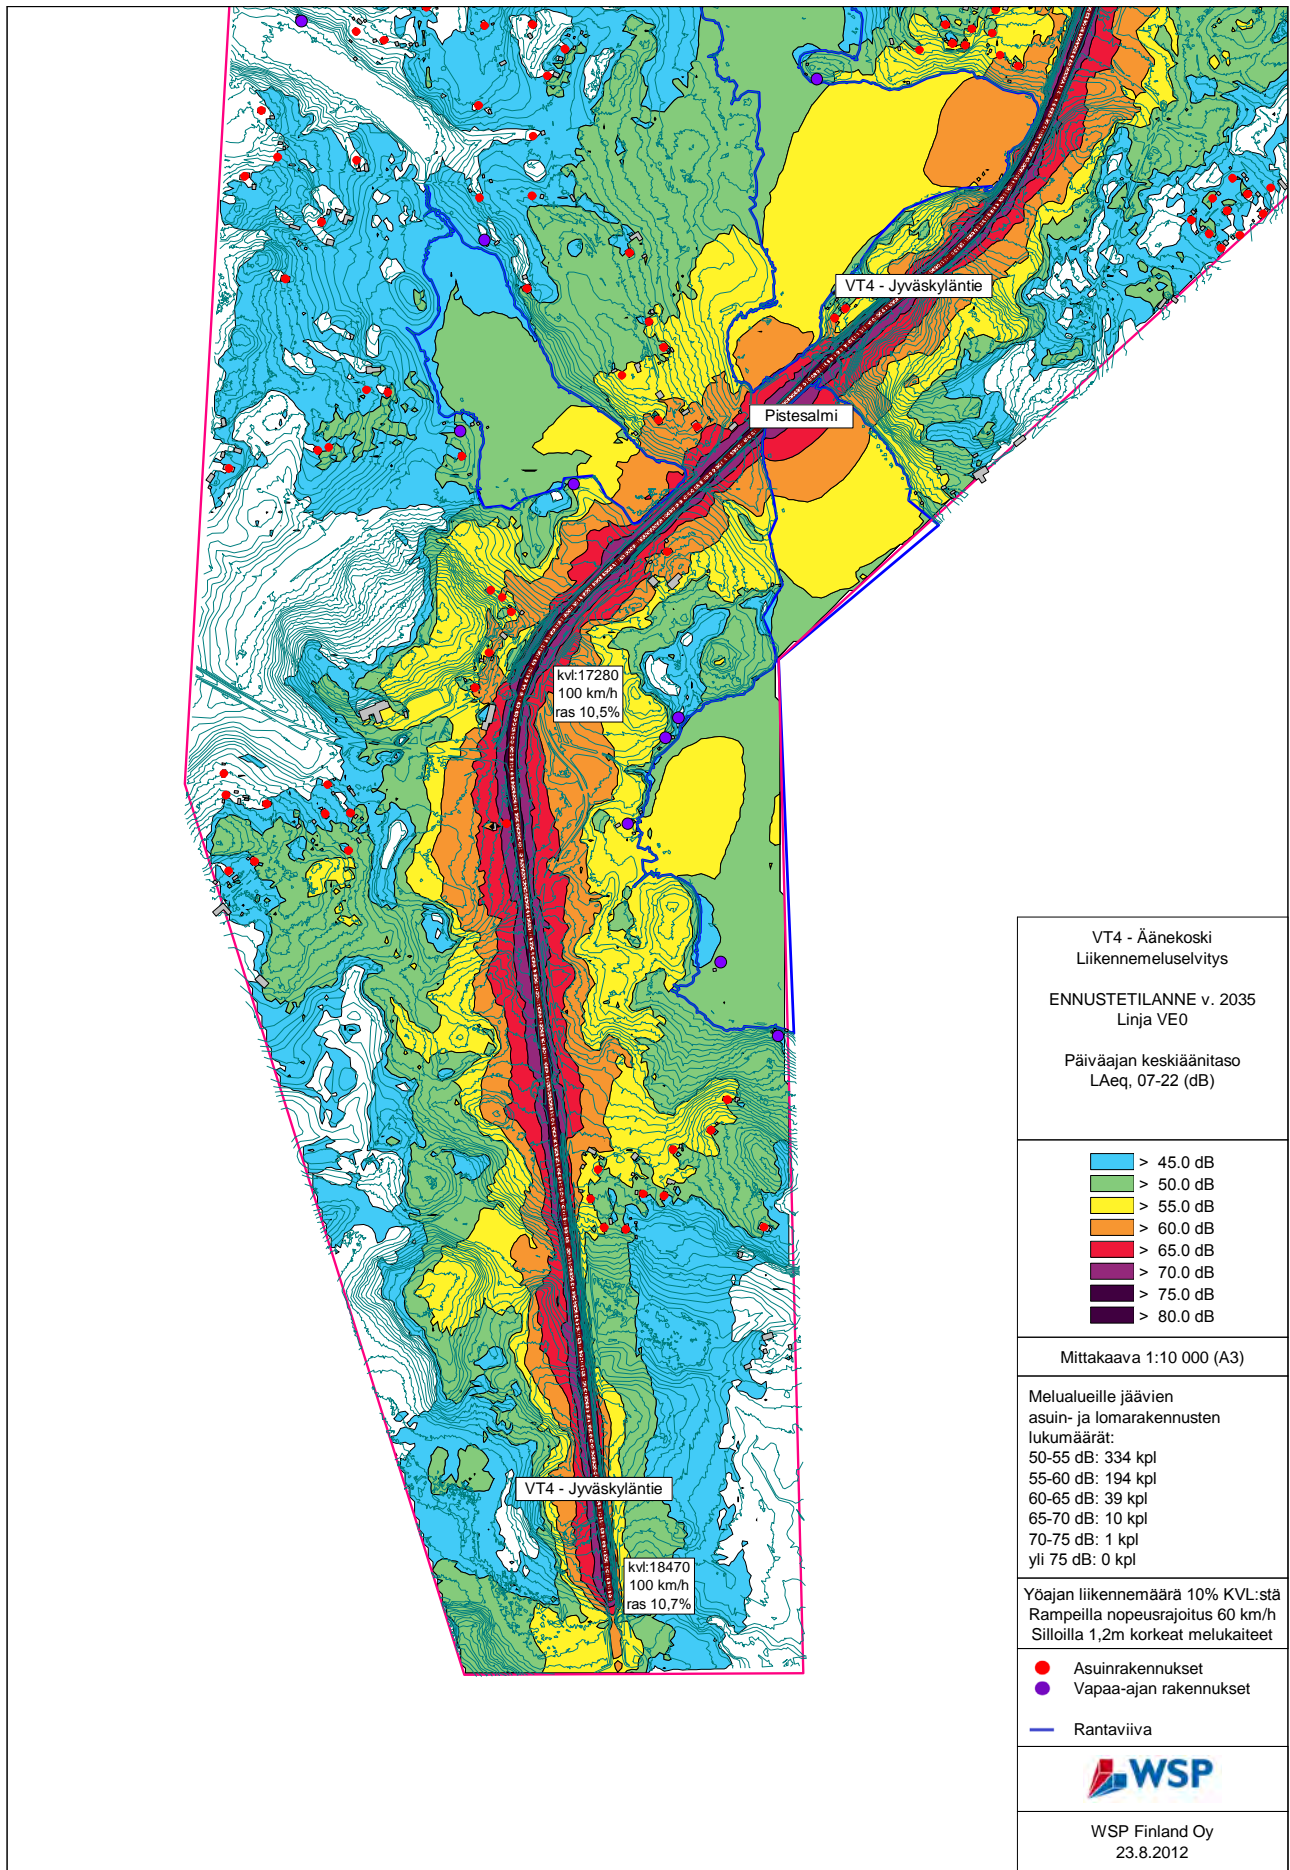 VT4 - Jyväskyläntie
Pistesalmi
kvl:17280
100 km/h
ras 10,5%
VT4 - Jyväskyläntie
kvl:18470
100 km/h
ras 10,7%
VT4 - Äänekoski
Liikennemeluselvitys
ENNUSTETILANNE v. 2035
Linja VE0
Päiväajan keskiäänitaso
LAeq, 07-22 (dB)
> 45.0 dB
> 50.0 dB
> 55.0 dB
> 60.0 dB
> 65.0 dB
> 70.0 dB
> 75.0 dB
> 80.0 dB
Mittakaava 1:10 000 (A3)
Melualueille jäävien
asuin- ja lomarakennusten
lukumäärät:
50-55 dB: 334 kpl
55-60 dB: 194 kpl
60-65 dB: 39 kpl
65-70 dB: 10 kpl
70-75 dB: 1 kpl
yli 75 dB: 0 kpl
Yöajan liikennemäärä 10% KVL:stä
Rampeilla nopeusrajoitus 60 km/h
Silloilla 1,2m korkeat melukaiteet
Asuinrakennukset
Vapaa-ajan rakennukset
Rantaviiva
WSP
WSP Finland Oy
23.8.2012